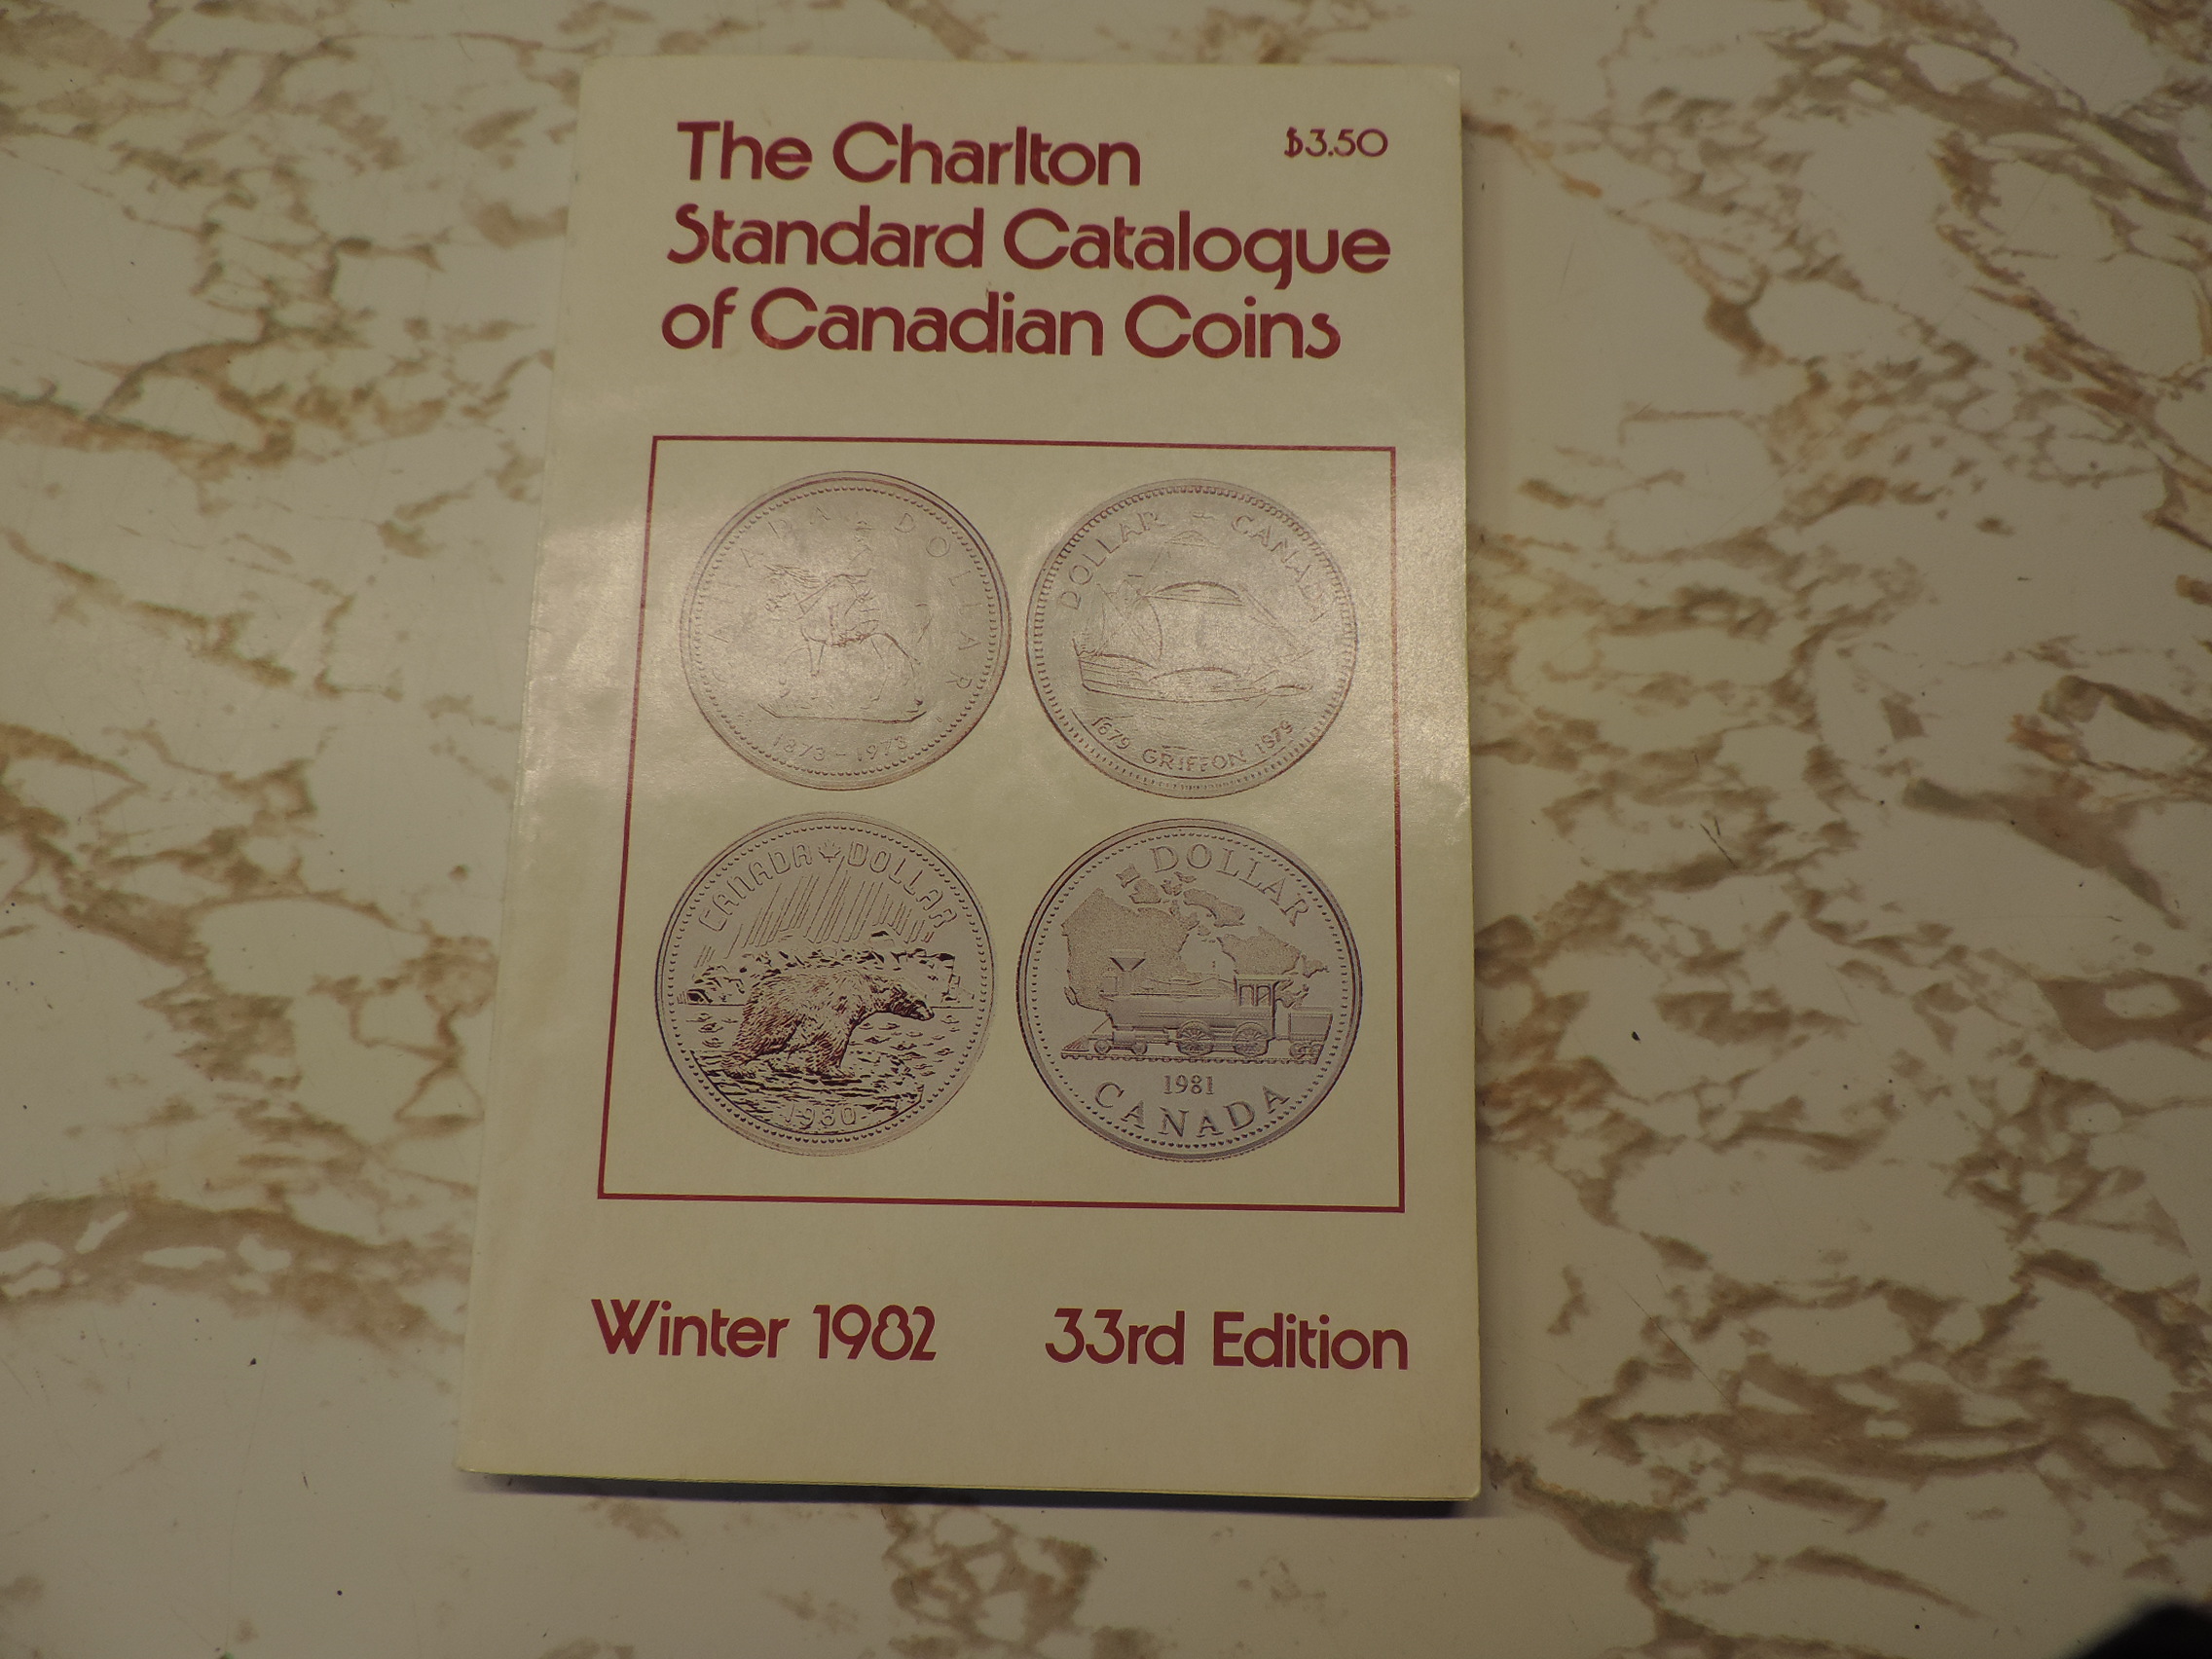 The Charlton
$3.50
Standard Catalogue
of Canadian Coins
DOLLAR
1873-1973
DOLLAR CANADA
1679 GRIFFON 1979
CANADA DOLLAR
1980
DOLLAR
1981
CANADA
Winter 1982
33rd Edition